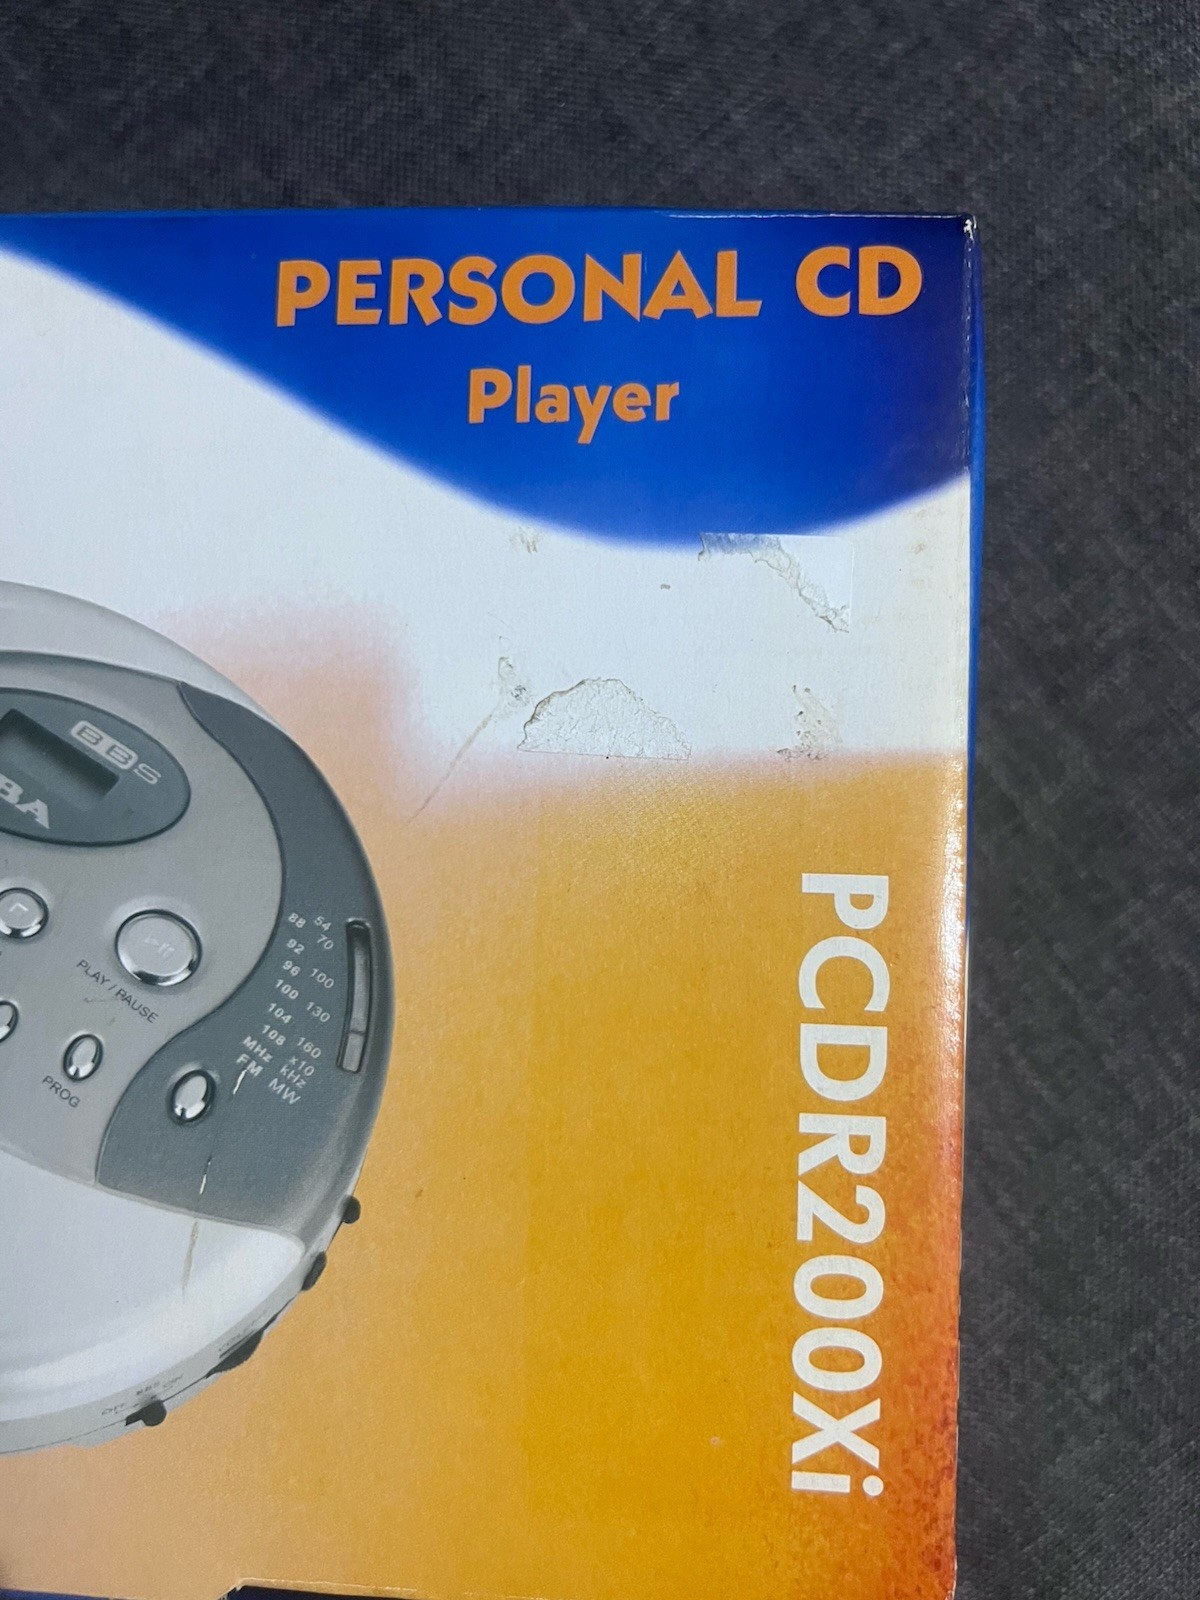 PERSONAL CD
Player
BBS
BA
PLAY / PAUSE
PROG
88 54
92 70
96 100
100 130
104
108 160
MHz x10
FM kHz
MW
PCDR200Xi